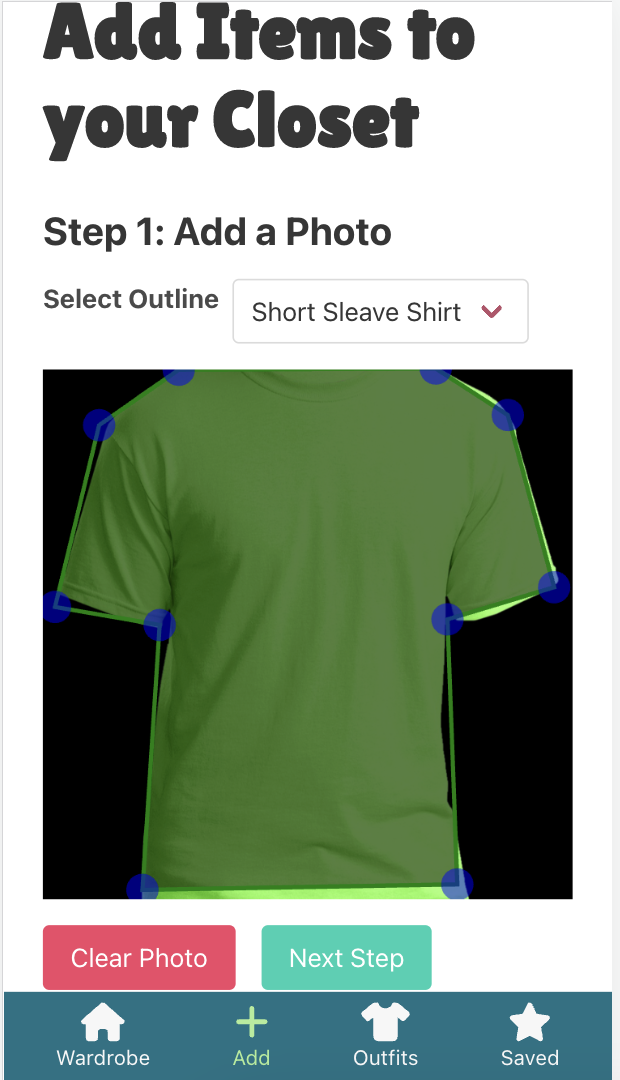 Add Items to
your Closet
Step 1: Add a Photo
Select Outline
Short Sleave Shirt
Clear Photo
Next Step
Wardrobe
Add
Outfits
Saved